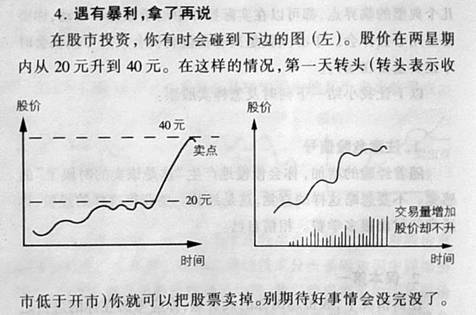 4. 遇有暴利，拿了再说
在股市投资，你有时会碰到下边的图（左）。股价在两星期
内从20元升到40元。在这样的情况，第一天转头（转头表示收
股价
40元
卖点
20元
时间
股价
交易量增加
股价却不升
时间
市低于开市）你就可以把股票卖掉。别期待好事情会没完没了。